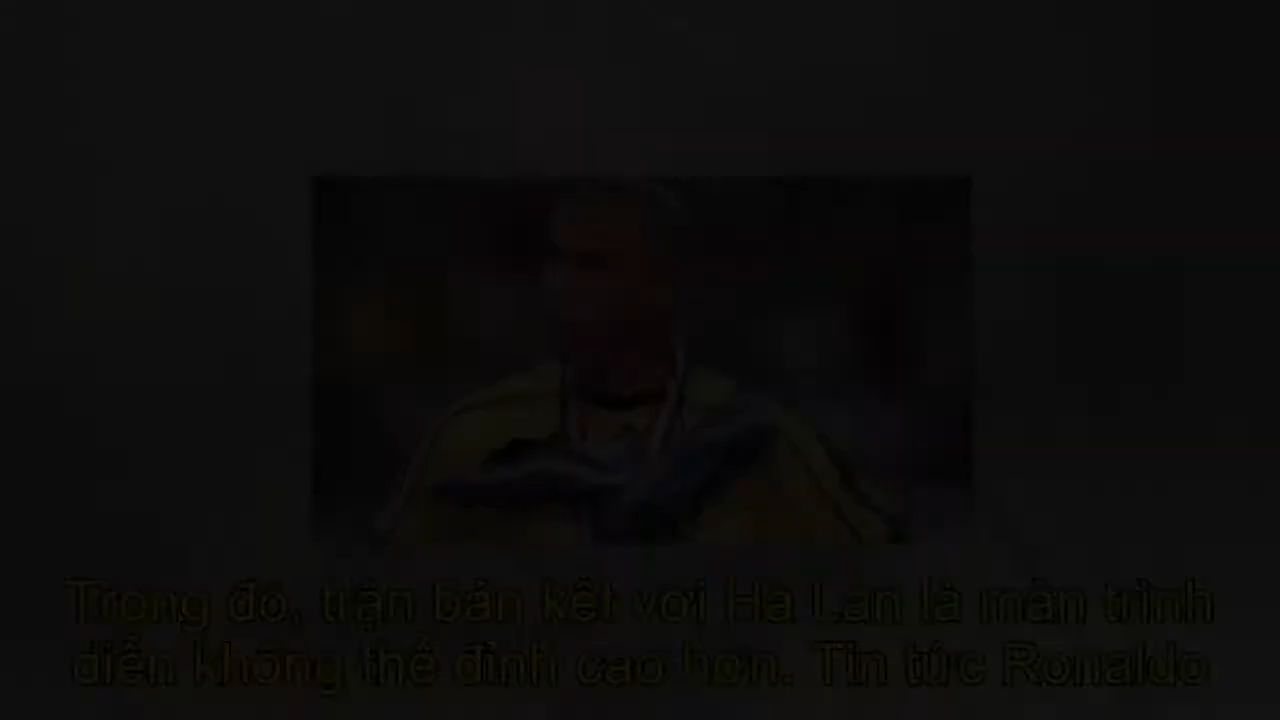 Trong đó, trận bán kết với Hà Lan là màn trình
diễn không thể đỉnh cao hơn. Tin tức Ronaldo